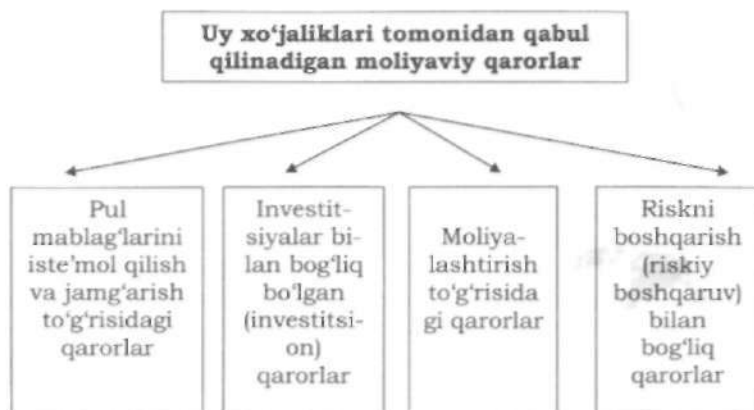 Uy xo‘jaliklari tomonidan qabul
qilinadigan moliyaviy qarorlar
Pul
mablag‘larini
iste’mol qilish
va jamg‘arish
to‘g‘risidagi
qarorlar
Investit-
siyalar bi-
lan bog‘liq
bo‘lgan
(investitsi-
on)
qarorlar
Moliya-
lashtirish
to‘g‘risida
gi qarorlar
Riskni
boshqarish
(riskiy
boshqaruv)
bilan
bog‘liq
qarorlar